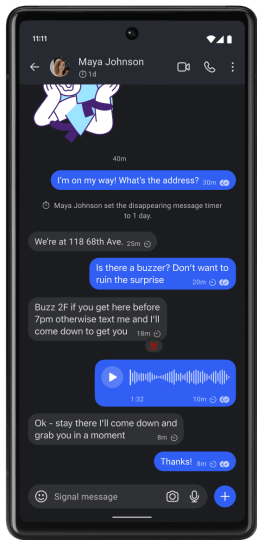 11:11
Maya Johnson
1d
40m
I'm on my way! What's the address? 30m
Maya Johnson set the disappearing message timer
to 1 day.
We're at 118 68th Ave. 25m
Is there a buzzer? Don't want to
ruin the surprise 20m
Buzz 2F if you get here before
7pm otherwise text me and I'll
come down to get you 18m
1:32 10m
Ok - stay there I'll come down and
grab you in a moment 8m
Thanks! 8m
Signal message